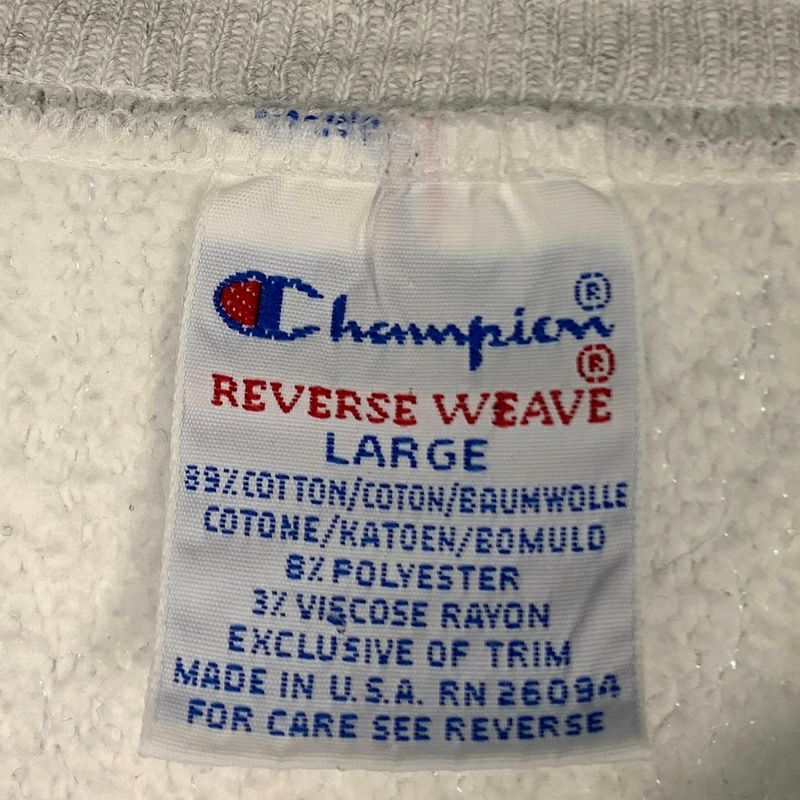 Champion®
REVERSE WEAVE®
LARGE
89% COTTON/COTON/BAUMWOLLE
COTONE/KATOEN/BOMULD
8% POLYESTER
3% VISCOSE RAYON
EXCLUSIVE OF TRIM
MADE IN U.S.A. RN 26094
FOR CARE SEE REVERSE